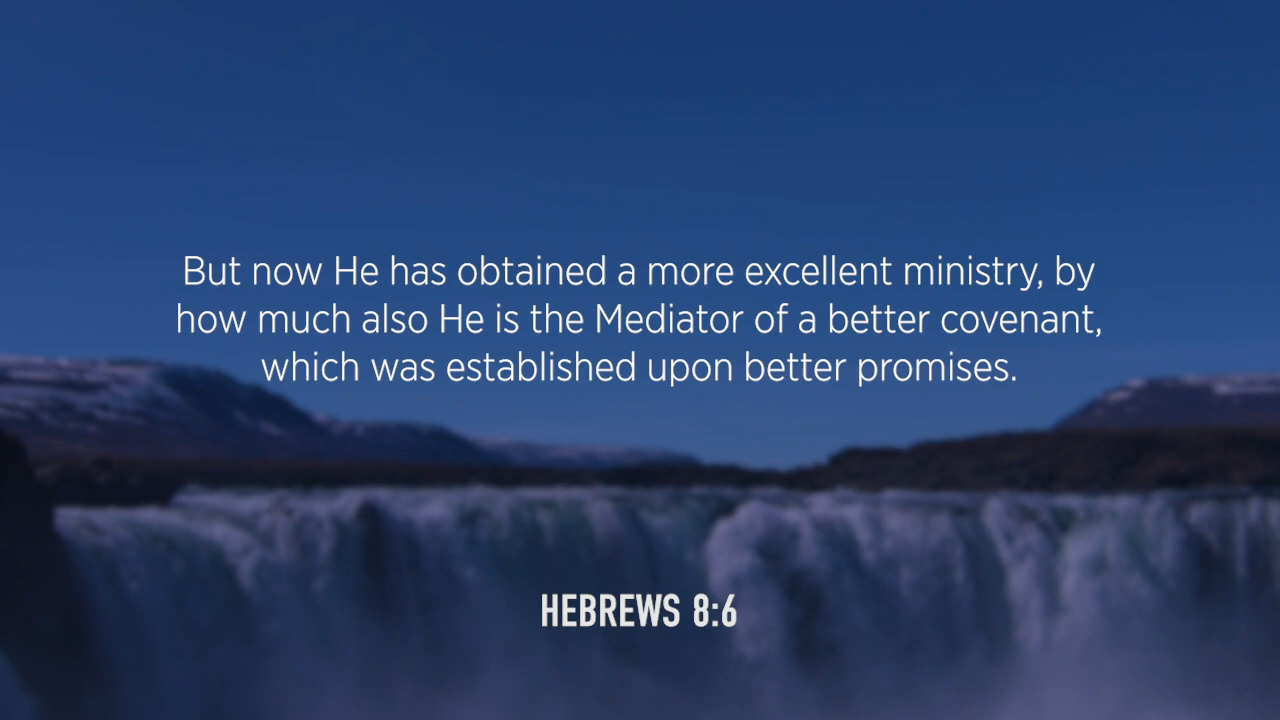 But now He has obtained a more excellent ministry, by
how much also He is the Mediator of a better covenant,
which was established upon better promises.
HEBREWS 8:6